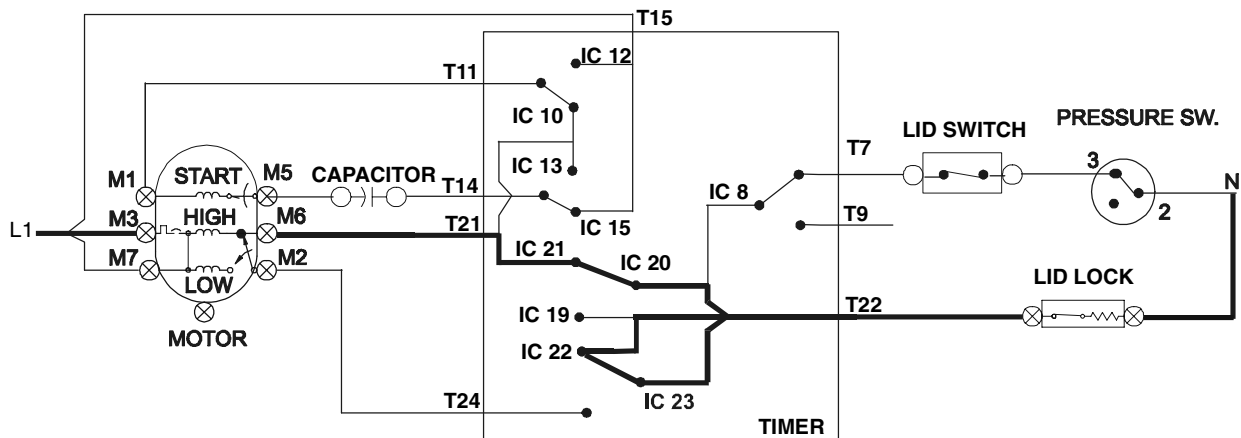 T15
IC 12
T11
IC 10
PRESSURE SW.
LID SWITCH
T7
M1
START
M5
CAPACITOR
IC 13
3
T14
IC 8
N
M3
HIGH
M6
L1
T21
IC 15
T9
2
M7
M2
IC 21
IC 20
LOW
LID LOCK
IC 19
T22
MOTOR
IC 22
T24
IC 23
TIMER